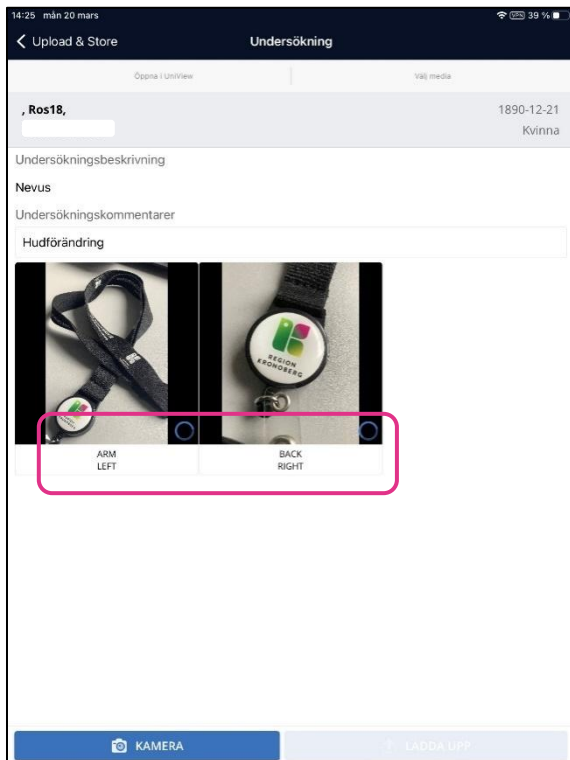 14:25 mån 20 mars
VPN 39 %
Upload & Store
Undersökning
Öppna i UniView
Välj media
, Ros18,
1890-12-21
Kvinna
Undersökningsbeskrivning
Nevus
Undersökningskommentarer
Hudförändring
REGION
KRONOBERG
ARM
LEFT
BACK
RIGHT
KAMERA
LADDA UPP